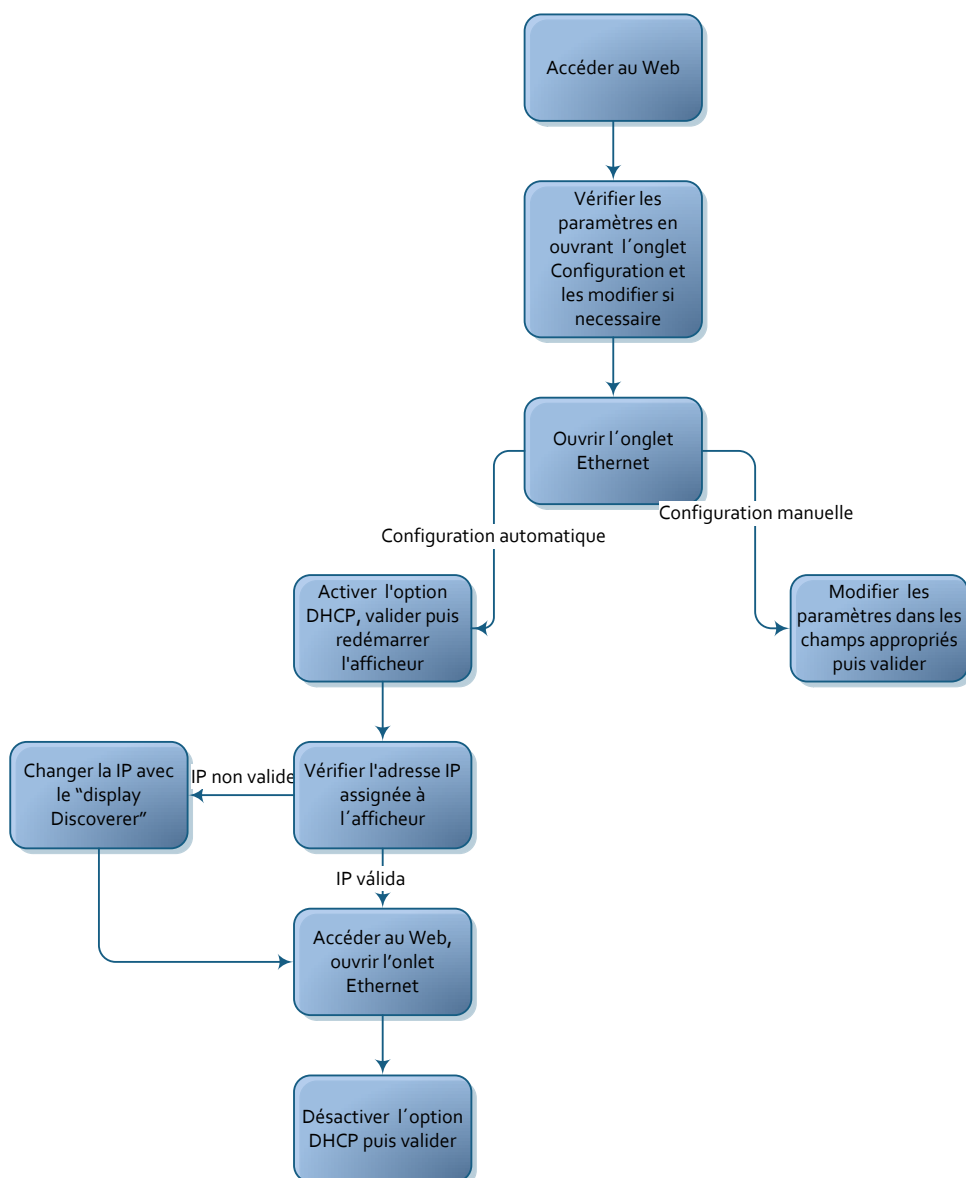 Accéder au Web
Vérifier les
paramètres en
ouvrant l´onglet
Configuration et
les modifier si
necessaire
Ouvrir l´onglet
Ethernet
Configuration manuelle
Configuration automatique
Activer l'option
DHCP, valider puis
redémarrer
l'afficheur
Modifier les
paramètres dans les
champs appropriés
puis valider
Changer la IP avec
le “display
Discoverer”
IP non valide
Vérifier l'adresse IP
assignée à
l´afficheur
IP válida
Accéder au Web,
ouvrir l’onlet
Ethernet
Désactiver l´option
DHCP puis valider